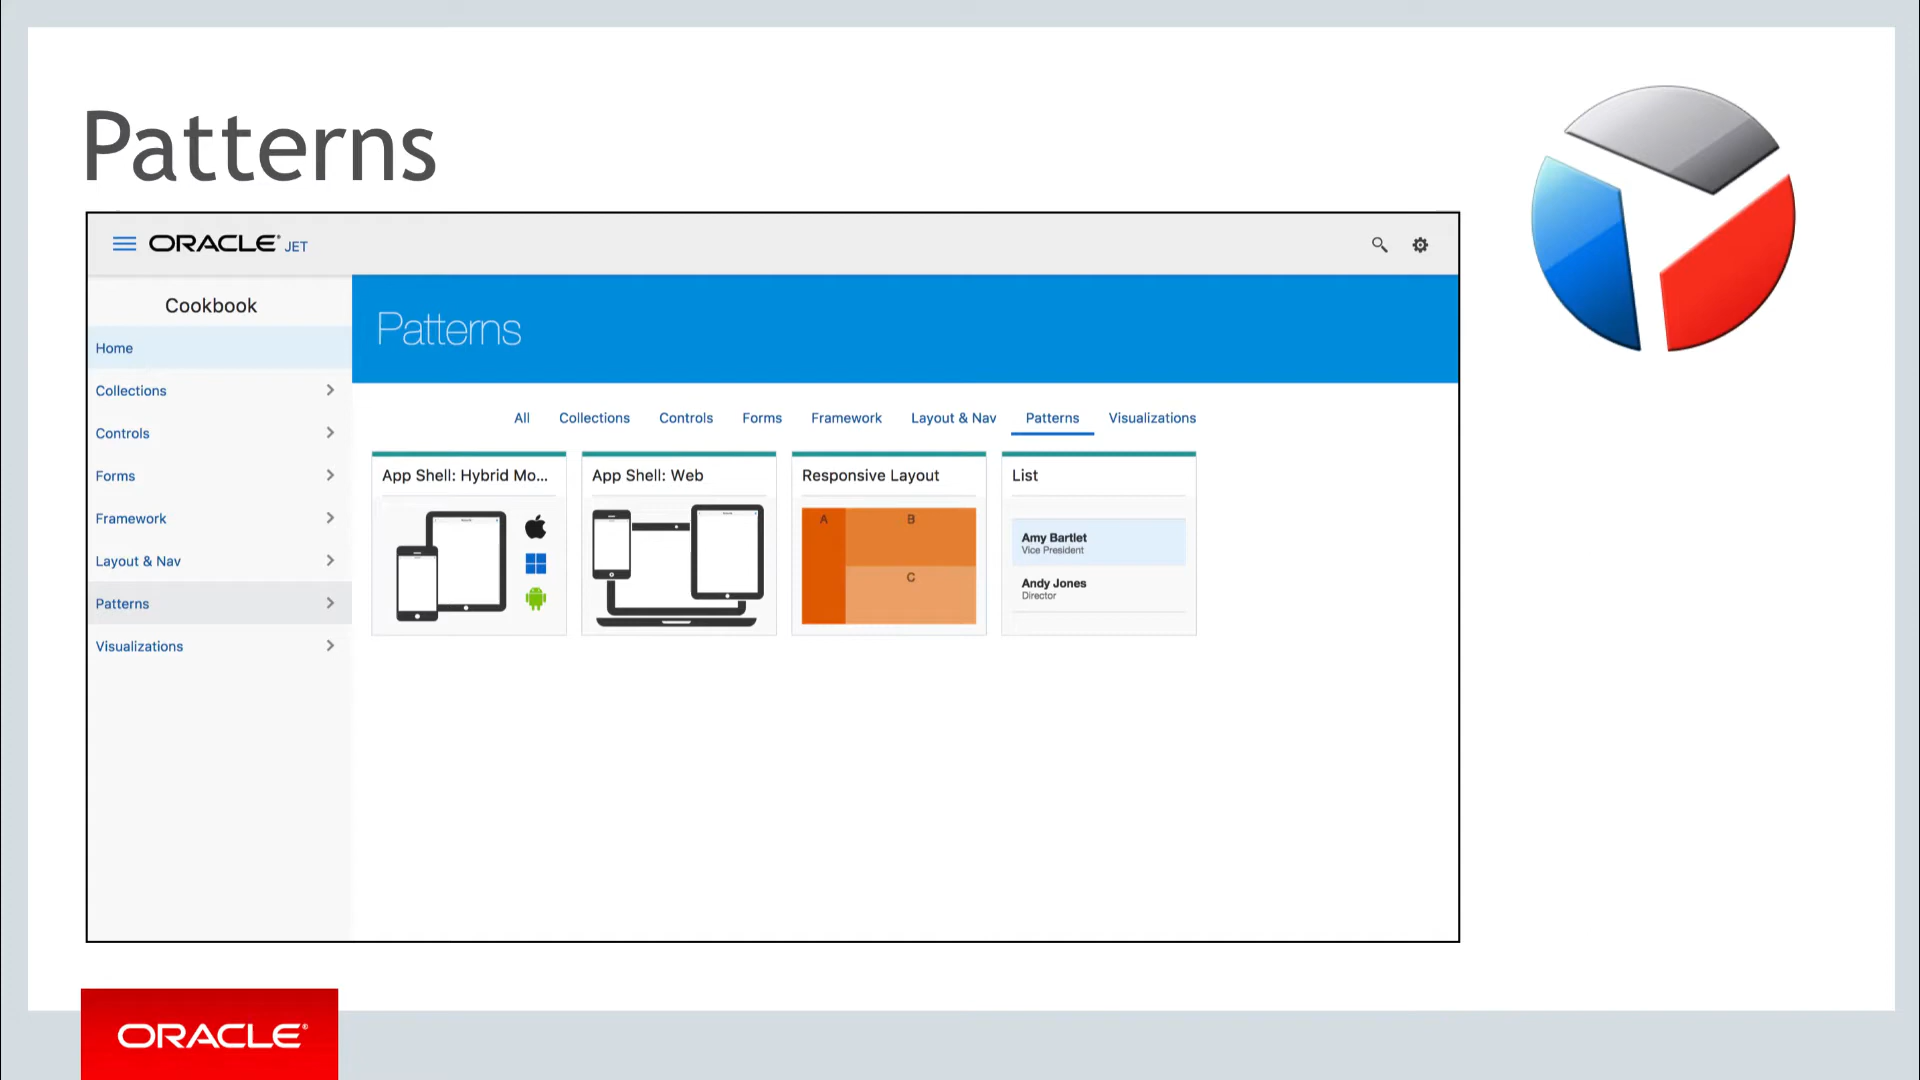 Patterns
ORACLE® JET
Cookbook
Home
Collections
Controls
Forms
Framework
Layout & Nav
Patterns
Visualizations
Patterns
All Collections Controls Forms Framework Layout & Nav Patterns Visualizations
App Shell: Hybrid Mo...
App Shell: Web
Responsive Layout
A
B
C
List
Amy Bartlet
Vice President
Andy Jones
Director
ORACLE®